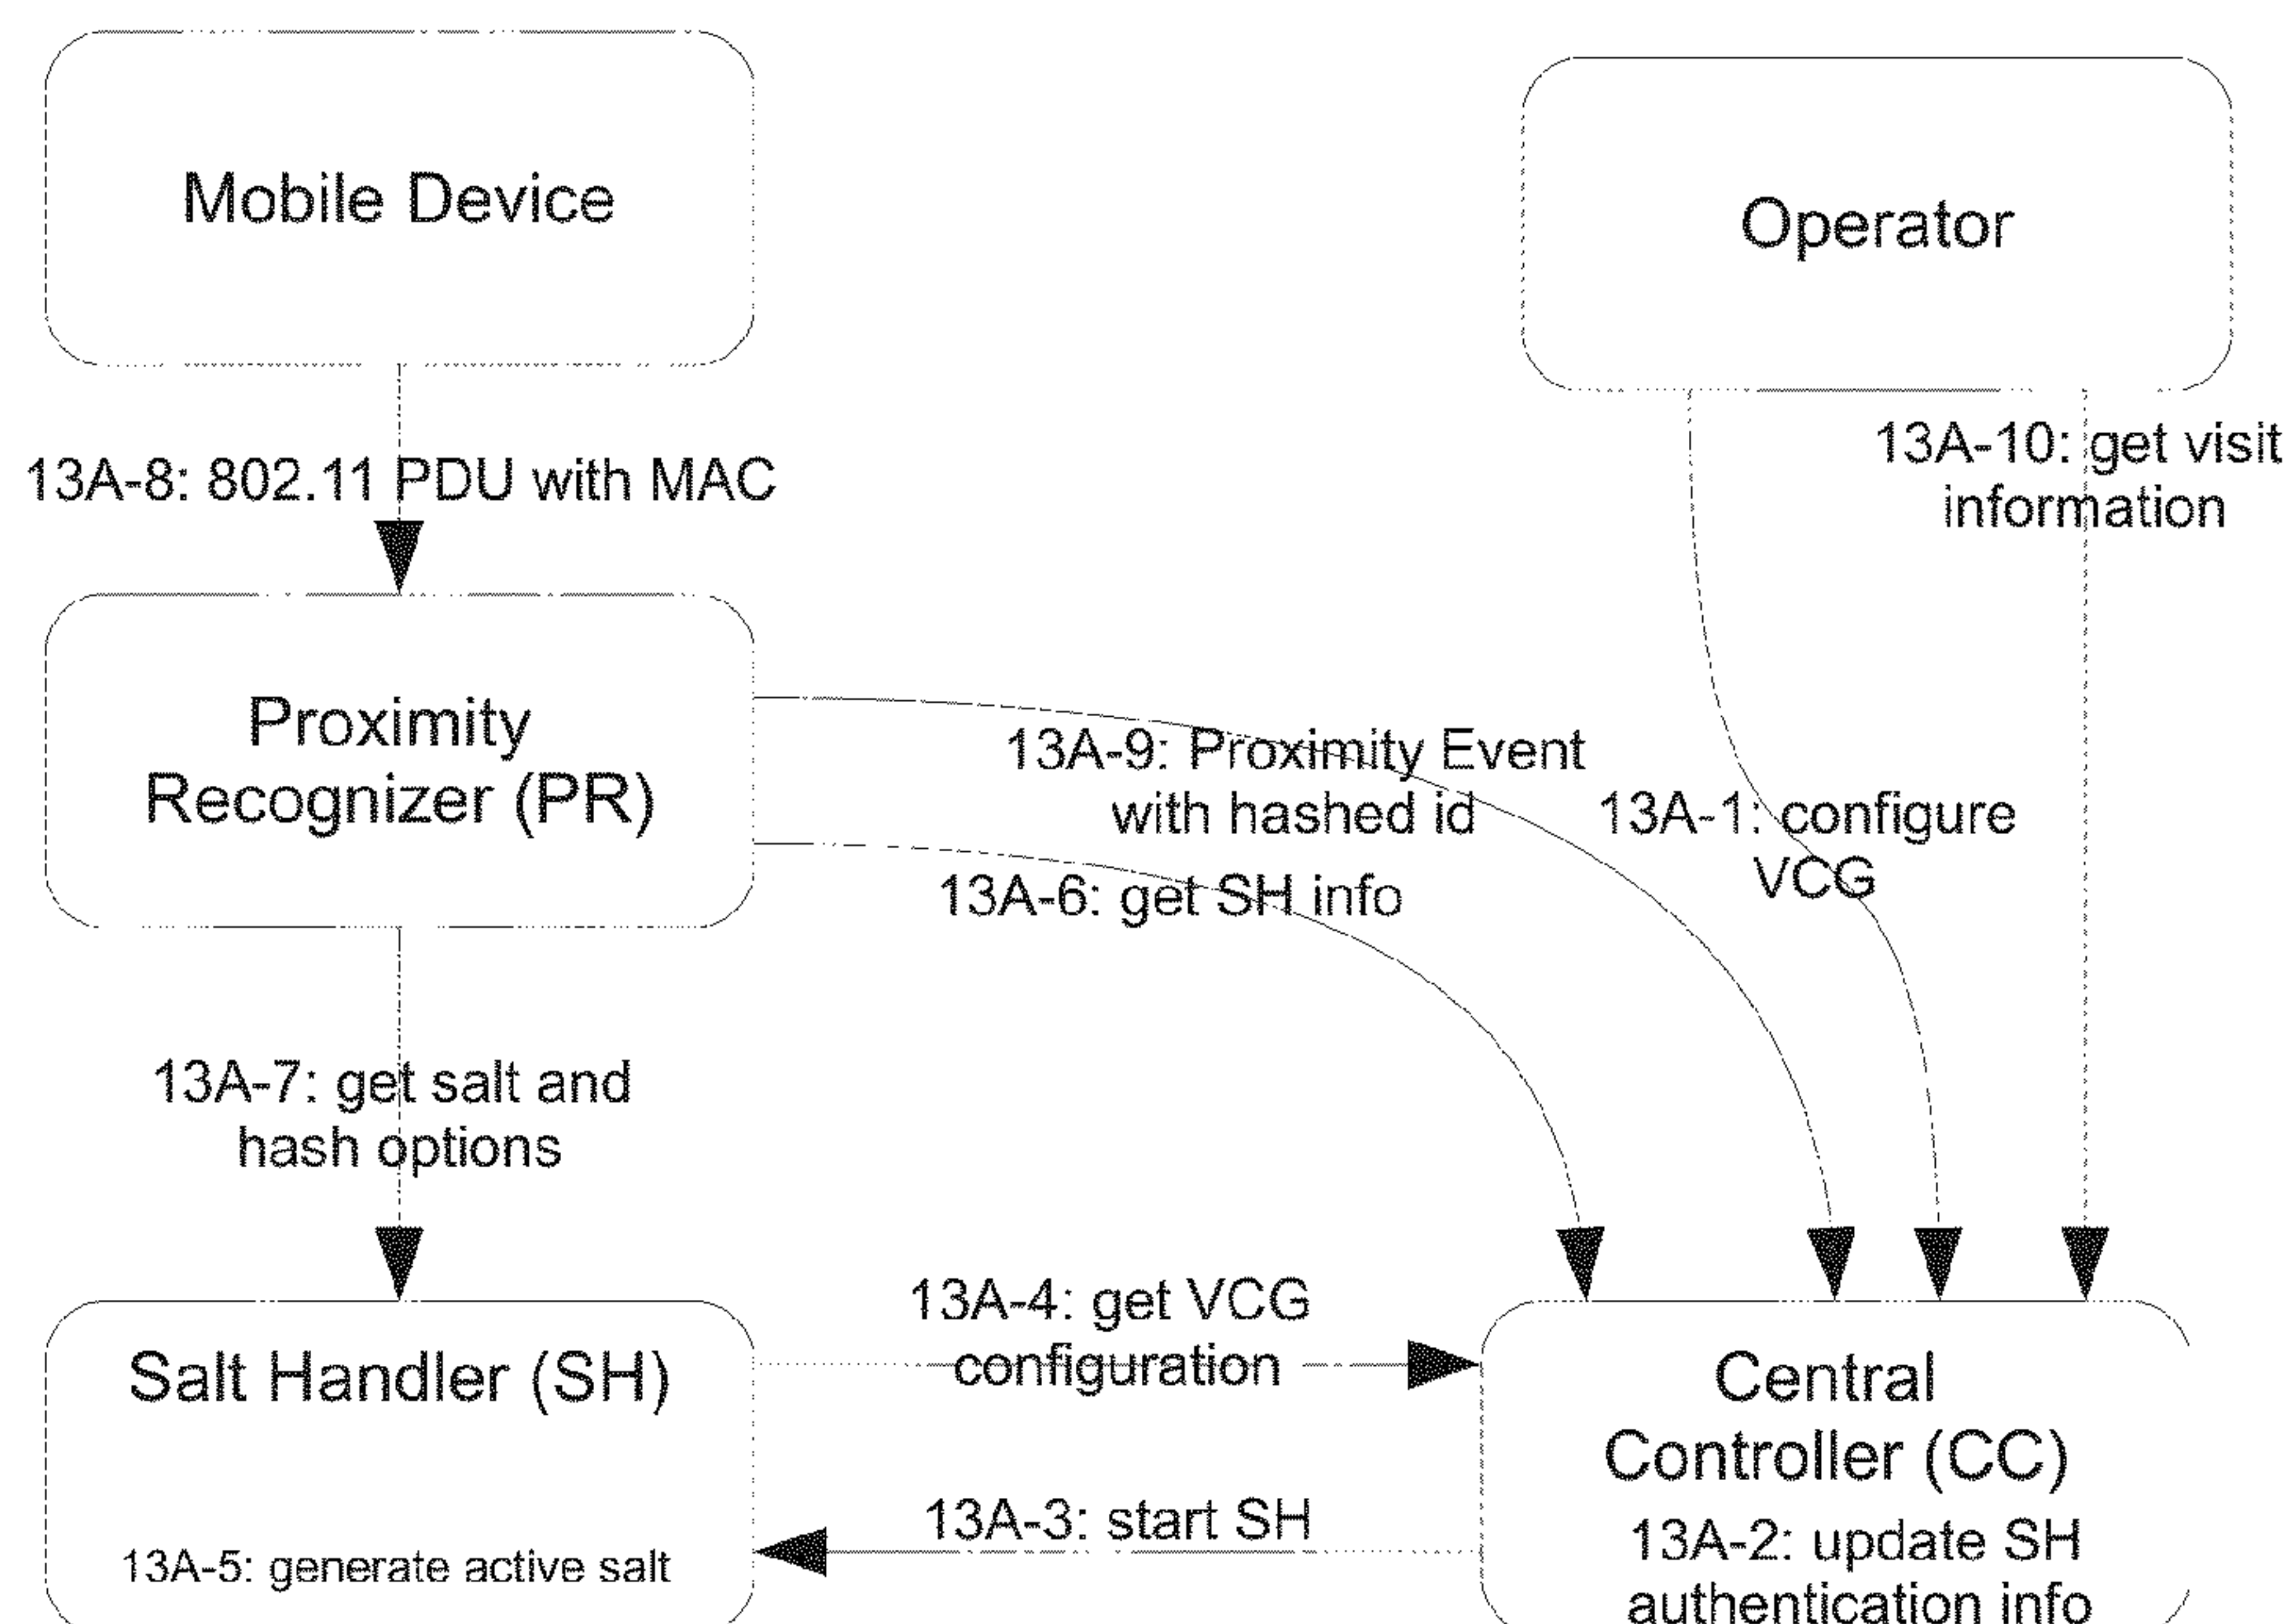 Mobile Device
Operator
13A-10: get visit
information
13A-8: 802.11 PDU with MAC
Proximity
Recognizer (PR)
13A-9: Proximity Event
with hashed id
13A-1: configure
VCG
13A-6: get SH info
13A-7: get salt and
hash options
13A-4: get VCG
configuration
Salt Handler (SH)
Central
Controller (CC)
13A-3: start SH
13A-2: update SH
authentication info
13A-5: generate active salt